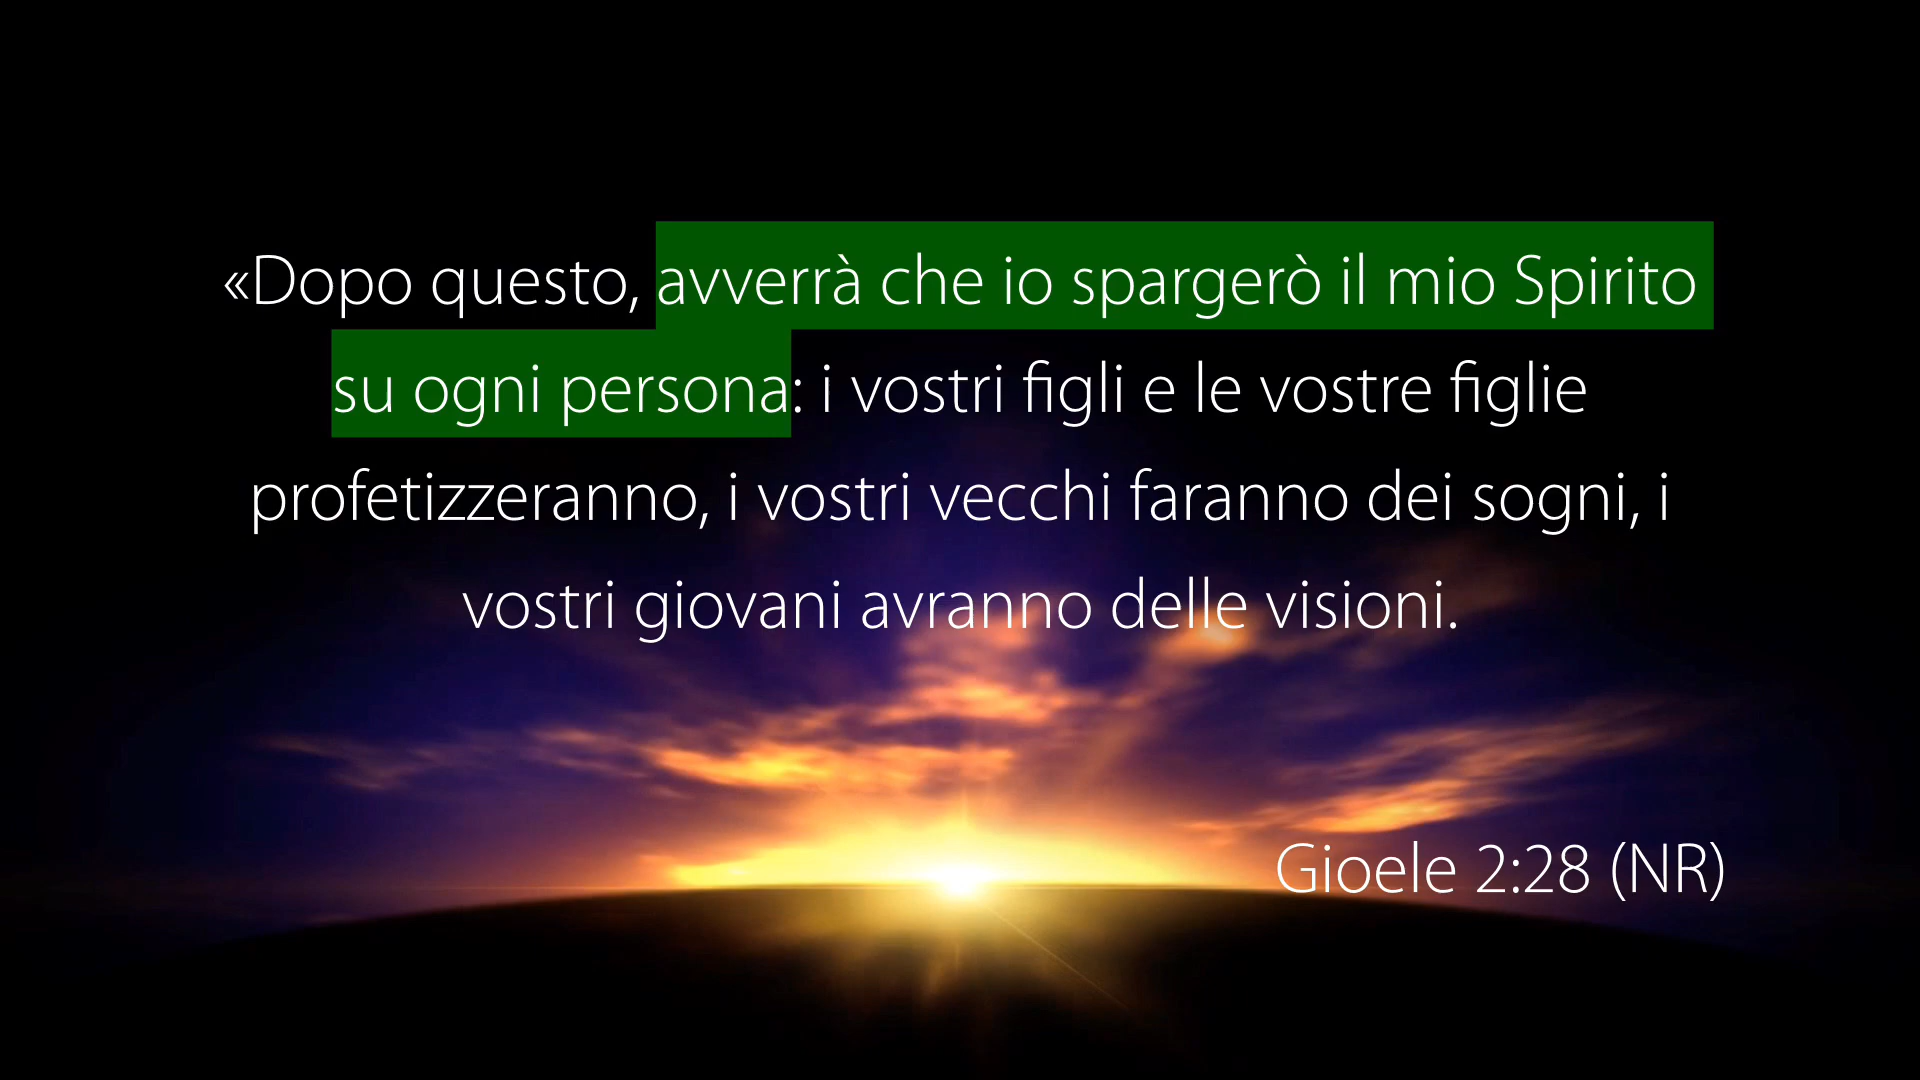 «Dopo questo, avverrà che io spargerò il mio Spirito
su ogni persona: i vostri figli e le vostre figlie
profetizzeranno, i vostri vecchi faranno dei sogni, i
vostri giovani avranno delle visioni.
Gioele 2:28 (NR)